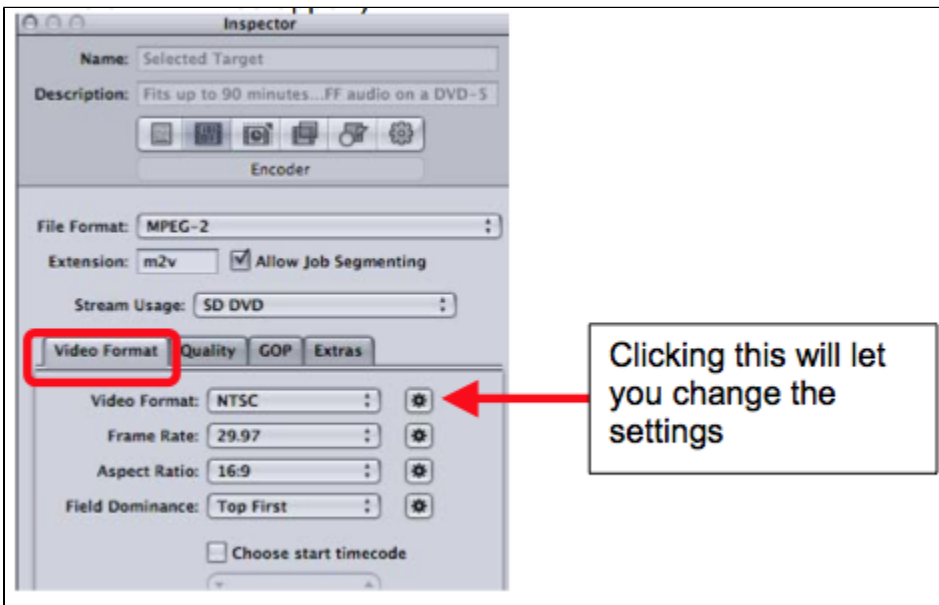 Inspector
Name: Selected Target
Description: Fits up to 90 minutes...FF audio on a DVD-5
Encoder
File Format: MPEG-2
Extension: m2v Allow Job Segmenting
Stream Usage: SD DVD
Video Format Quality GOP Extras
Video Format: NTSC
Frame Rate: 29.97
Aspect Ratio: 16:9
Field Dominance: Top First
Choose start timecode
Clicking this will let
you change the
settings